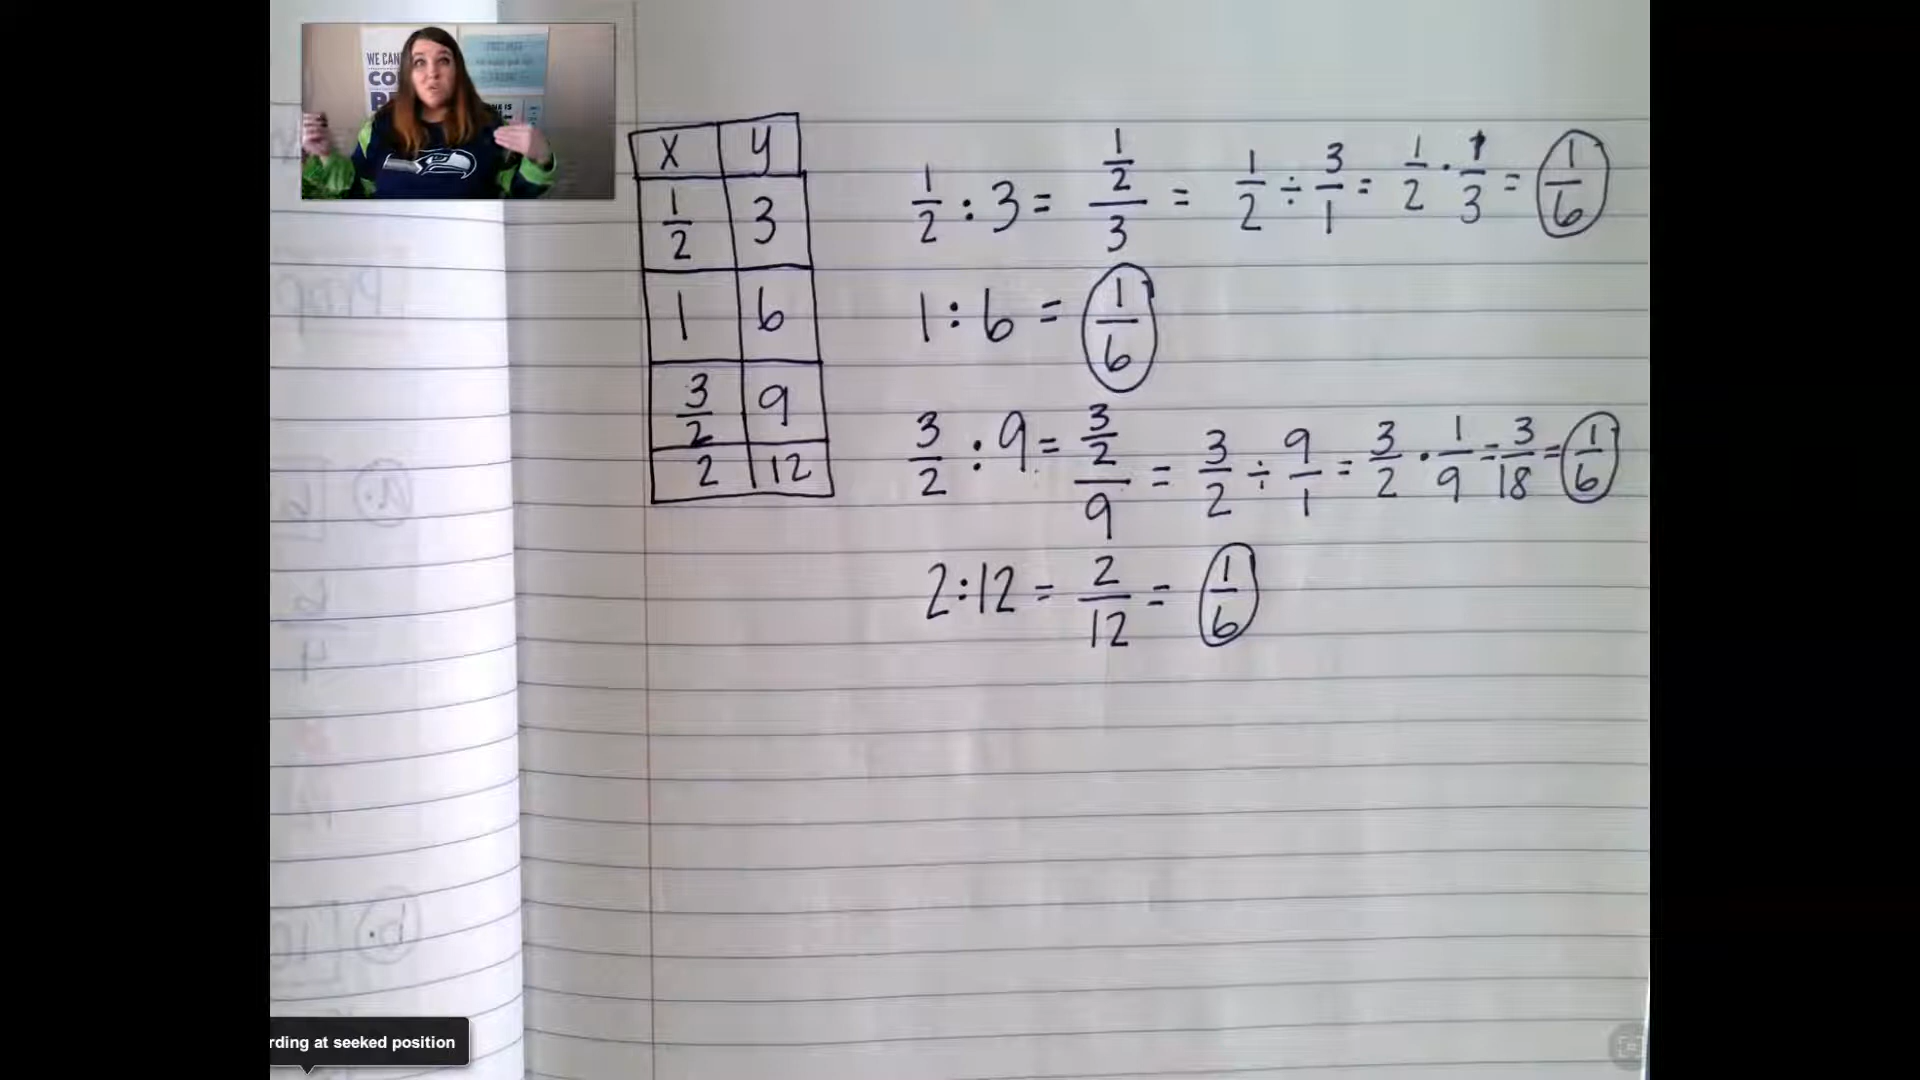 WE CAN
CO
x y
1/2 3
1 6
3/2 9
2 12
1/2 : 3 = (1/2)/3 = 1/2 ÷ 3/1 = 1/2 · 1/3 = 1/6
1 : 6 = 1/6
3/2 : 9 = (3/2)/9 = 3/2 ÷ 9/1 = 3/2 · 1/9 = 3/18 = 1/6
2 : 12 = 2/12 = 1/6
rding at seeked position